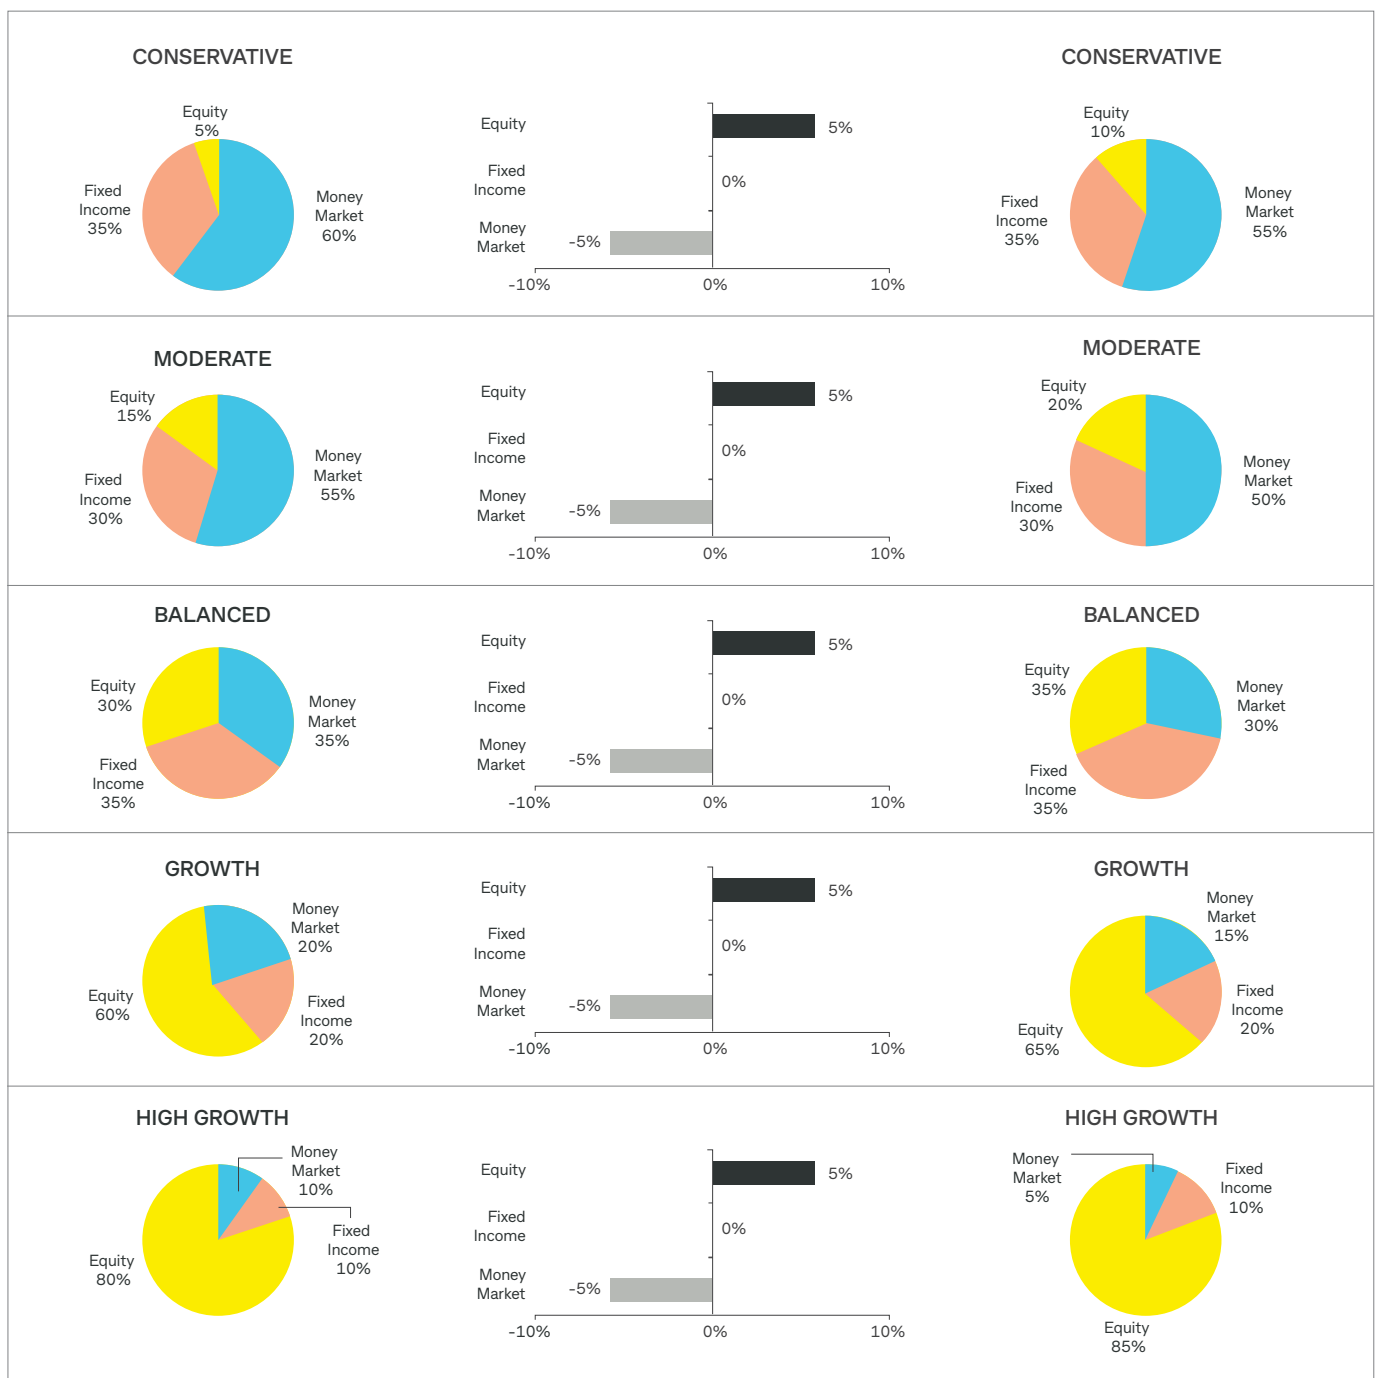 CONSERVATIVE
Equity
5%
Fixed
Income
35%
Money
Market
60%
Equity
5%
Fixed
Income
0%
Money
Market
-5%
-10%
0%
10%
CONSERVATIVE
Equity
10%
Fixed
Income
35%
Money
Market
55%
MODERATE
Equity
15%
Fixed
Income
30%
Money
Market
55%
Equity
5%
Fixed
Income
0%
Money
Market
-5%
-10%
0%
10%
MODERATE
Equity
20%
Fixed
Income
30%
Money
Market
50%
BALANCED
Equity
30%
Fixed
Income
35%
Money
Market
35%
Equity
5%
Fixed
Income
0%
Money
Market
-5%
-10%
0%
10%
BALANCED
Equity
35%
Fixed
Income
35%
Money
Market
30%
GROWTH
Money
Market
20%
Equity
60%
Fixed
Income
20%
Equity
5%
Fixed
Income
0%
Money
Market
-5%
-10%
0%
10%
GROWTH
Money
Market
15%
Fixed
Income
20%
Equity
65%
HIGH GROWTH
Money
Market
10%
Fixed
Income
10%
Equity
80%
Equity
5%
Fixed
Income
0%
Money
Market
-5%
-10%
0%
10%
HIGH GROWTH
Money
Market
5%
Fixed
Income
10%
Equity
85%